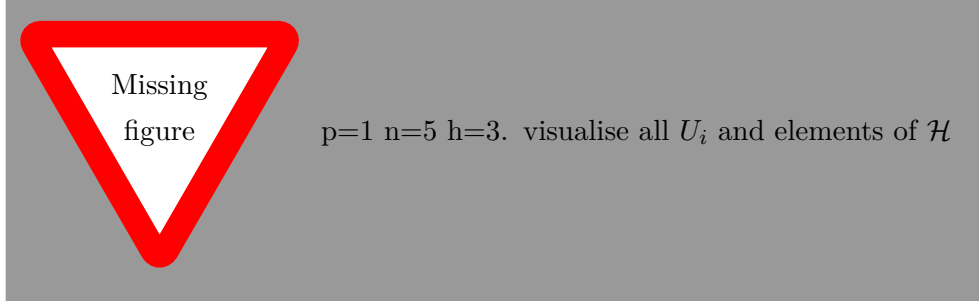 Missing
figure
p=1 n=5 h=3. visualise all $U_i$ and elements of $\mathcal{H}$